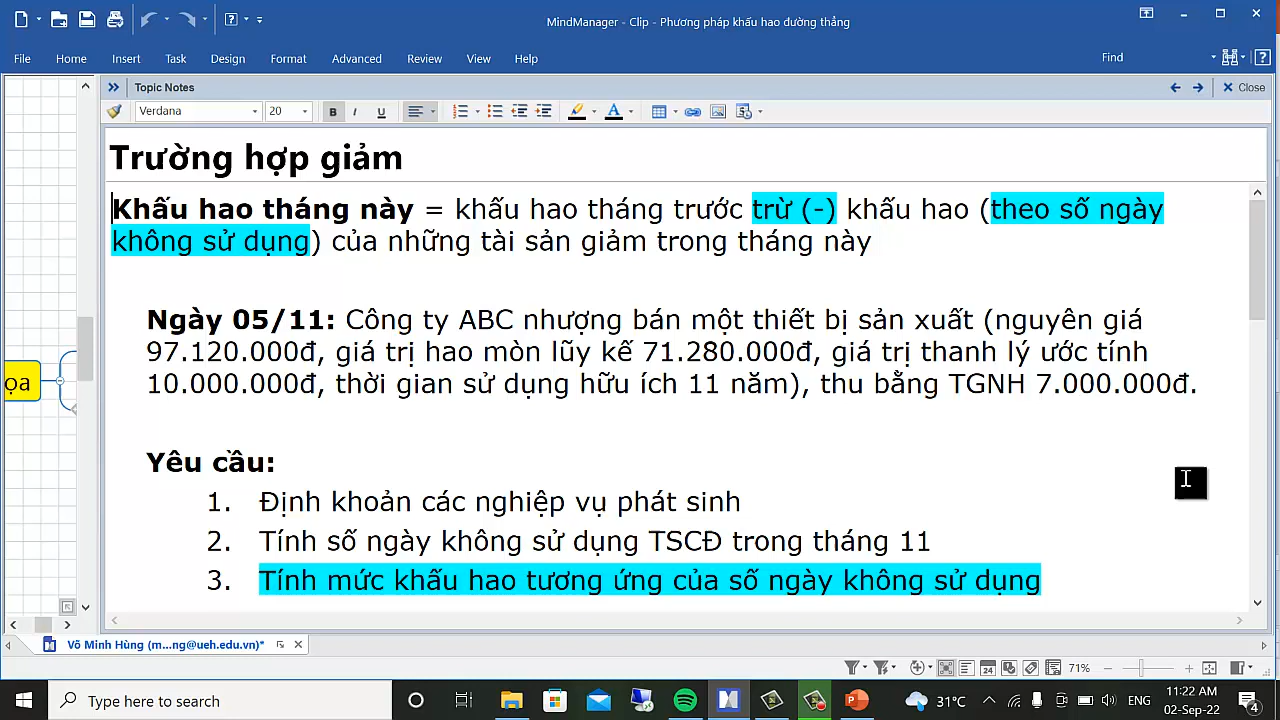 MindManager - Clip - Phương pháp khấu hao đường thẳng
File Home Insert Task Design Format Advanced Review View Help Find
Topic Notes Close
Verdana 20 B I U A
Trường hợp giảm
Khấu hao tháng này = khấu hao tháng trước trừ (-) khấu hao (theo số ngày
không sử dụng) của những tài sản giảm trong tháng này
Ngày 05/11: Công ty ABC nhượng bán một thiết bị sản xuất (nguyên giá
97.120.000đ, giá trị hao mòn lũy kế 71.280.000đ, giá trị thanh lý ước tính
10.000.000đ, thời gian sử dụng hữu ích 11 năm), thu bằng TGNH 7.000.000đ.
ọa
Yêu cầu:
1. Định khoản các nghiệp vụ phát sinh
2. Tính số ngày không sử dụng TSCĐ trong tháng 11
3. Tính mức khấu hao tương ứng của số ngày không sử dụng
Võ Minh Hùng (m...ng@ueh.edu.vn)*
24 71%
Type here to search 31°C ENG 11:22 AM 4
02-Sep-22